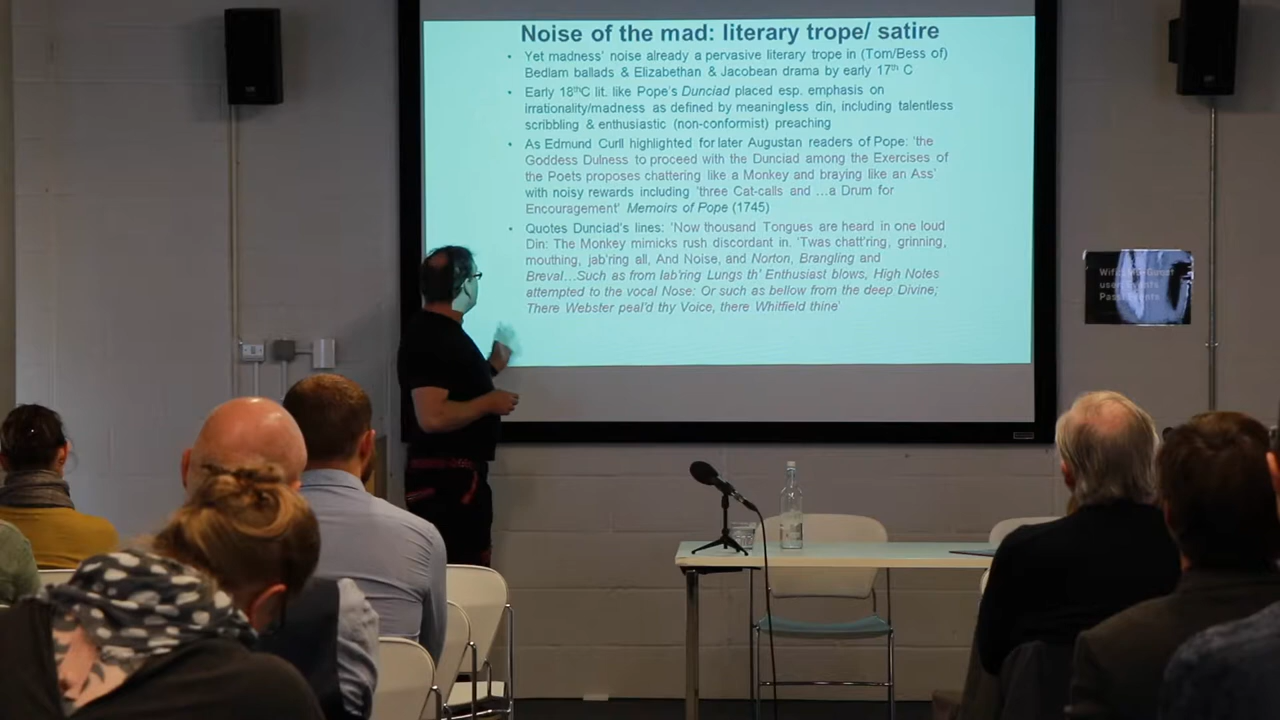 Noise of the mad: literary trope/ satire
• Yet madness' noise already a pervasive literary trope in (Tom/Bess of)
Bedlam ballads & Elizabethan & Jacobean drama by early 17th C
• Early 18thC lit. like Pope's Dunciad placed esp. emphasis on
irrationality/madness as defined by meaningless din, including talentless
scribbling & enthusiastic (non-conformist) preaching
• As Edmund Curll highlighted for later Augustan readers of Pope: 'the
Goddess Dulness to proceed with the Dunciad among the Exercises of
the Poets proposes chattering like a Monkey and braying like an Ass'
with noisy rewards including 'three Cat-calls and ...a Drum for
Encouragement' Memoirs of Pope (1745)
• Quotes Dunciad's lines: 'Now thousand Tongues are heard in one loud
Din: The Monkey mimicks rush discordant in. 'Twas chatt'ring, grinning,
mouthing, jab'ring all, And Noise, and Norton, Brangling and
Breval...Such as from lab'ring Lungs th' Enthusiast blows, High Notes
attempted to the vocal Nose: Or such as bellow from the deep Divine;
There Webster peal'd thy Voice, there Whitfield thine'
Wifi